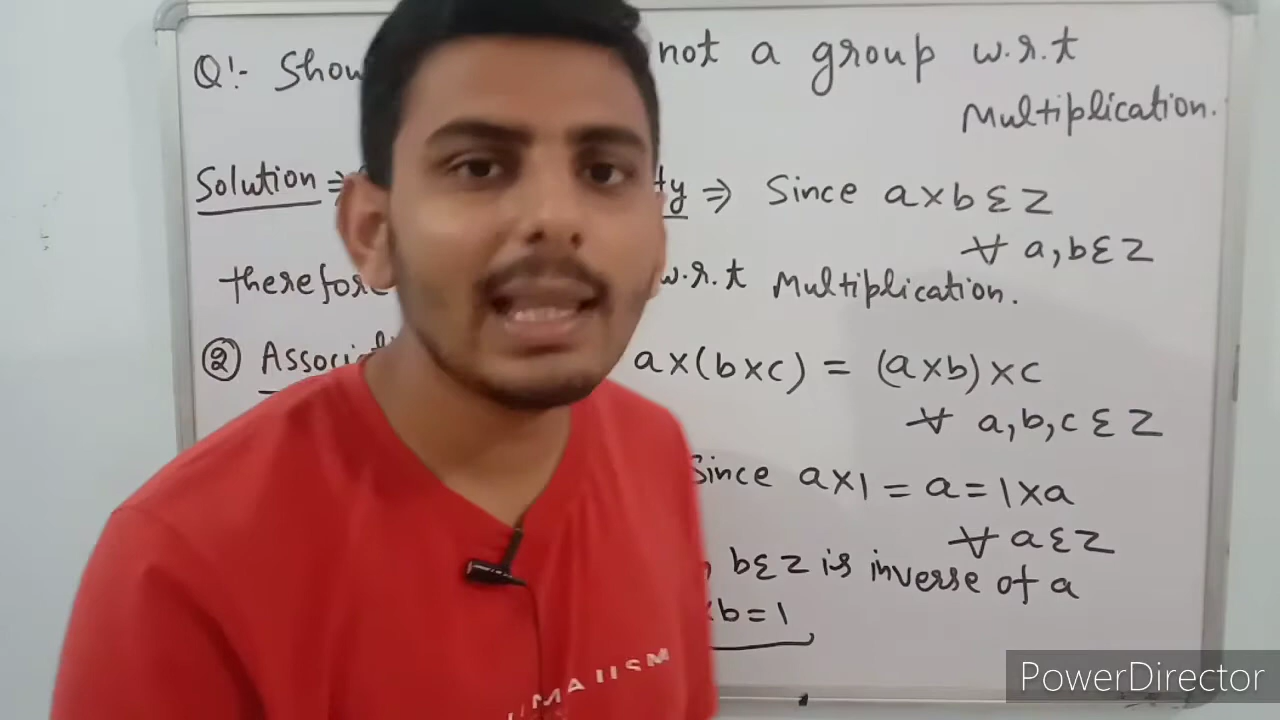 Q!- Show not a group w.r.t
Multiplication.
Solution ⇒ ty ⇒ Since a×b ε Z
∀ a,b ε Z
therefore w.r.t Multiplication.
② Associ a×(b×c) = (a×b)×c
∀ a,b,c ε Z
Since a×1 = a = 1×a
∀ a ε Z
b ε Z is inverse of a
×b=1
MAIISM
PowerDirector